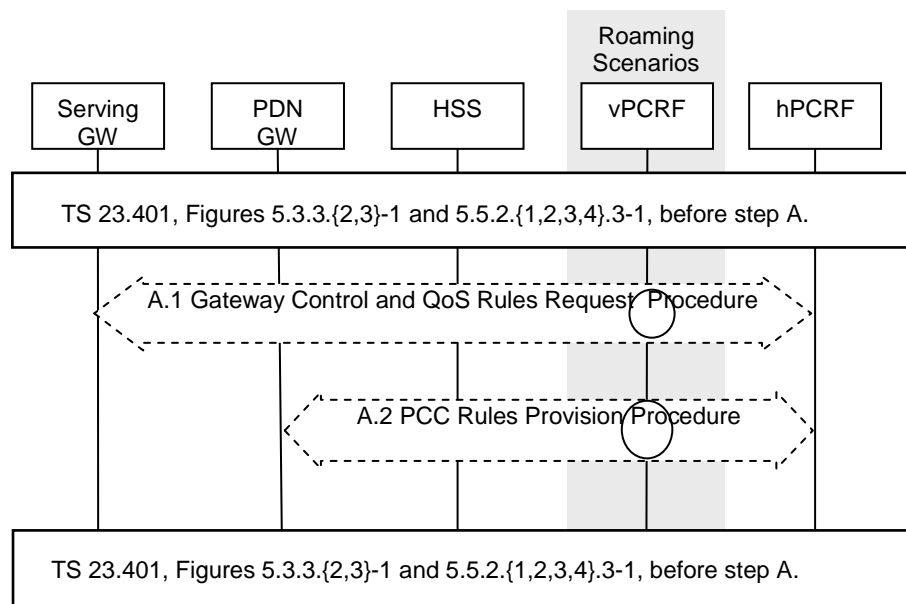 Roaming
Scenarios
Serving
GW
PDN
GW
HSS
vPCRF
hPCRF
TS 23.401, Figures 5.3.3.{2,3}-1 and 5.5.2.{1,2,3,4}.3-1, before step A.
A.1 Gateway Control and QoS Rules Request Procedure
A.2 PCC Rules Provision Procedure
TS 23.401, Figures 5.3.3.{2,3}-1 and 5.5.2.{1,2,3,4}.3-1, before step A.